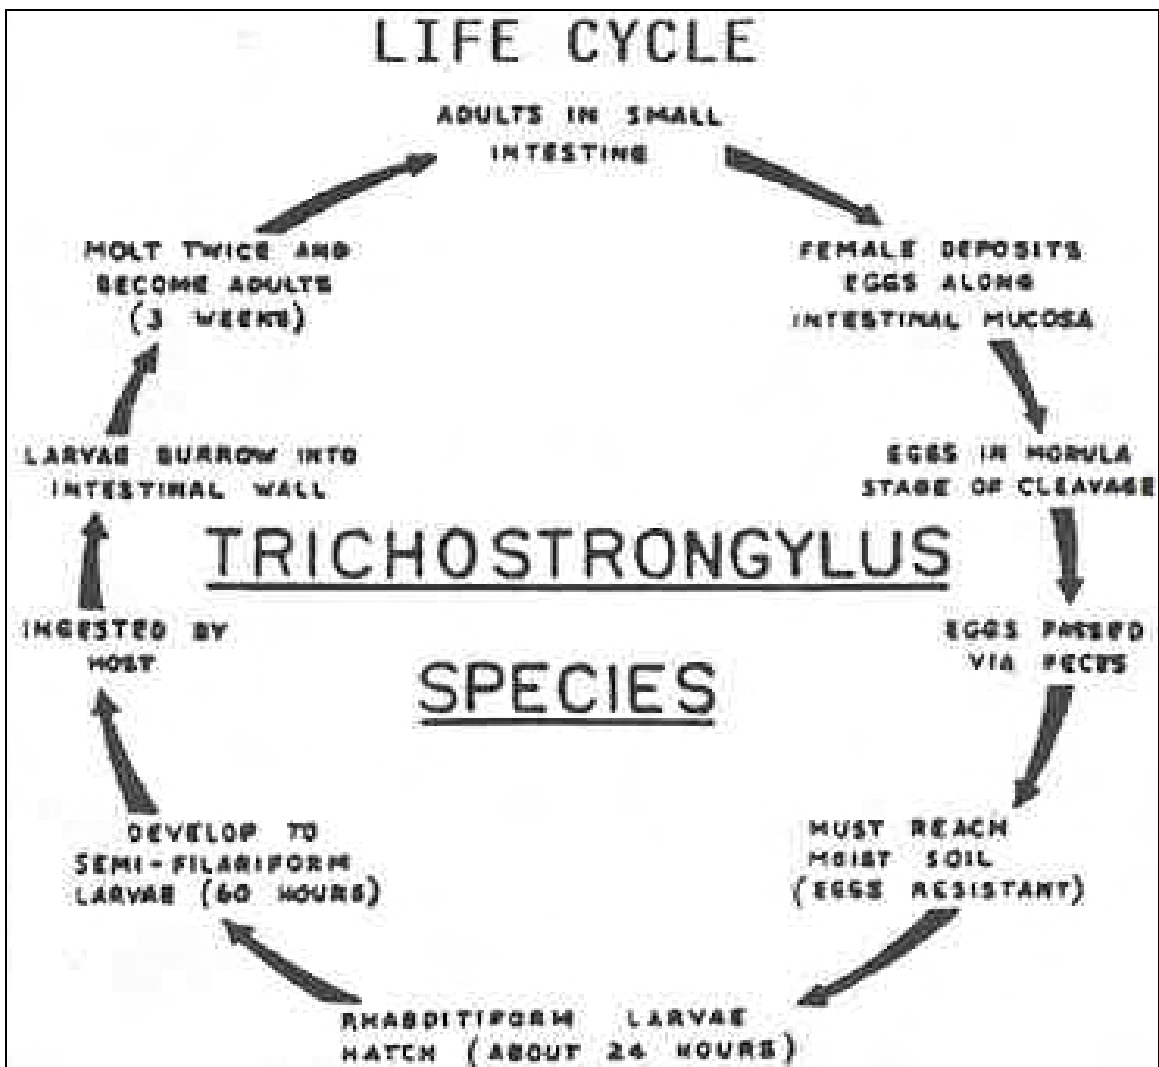 LIFE CYCLE
ADULTS IN SMALL
INTESTINE
FEMALE DEPOSITS
EGGS ALONG
INTESTINAL MUCOSA
EGGS IN MORULA
STAGE OF CLEAVAGE
EGGS PASSED
VIA FECES
MUST REACH
MOIST SOIL
(EGGS RESISTANT)
RHABDITIFORM LARVAE
HATCH (ABOUT 24 HOURS)
DEVELOP TO
SEMI-FILARIFORM
LARVAE (60 HOURS)
INGESTED BY
HOST
LARVAE BURROW INTO
INTESTINAL WALL
MOLT TWICE AND
BECOME ADULTS
(3 WEEKS)
TRICHOSTRONGYLUS
SPECIES